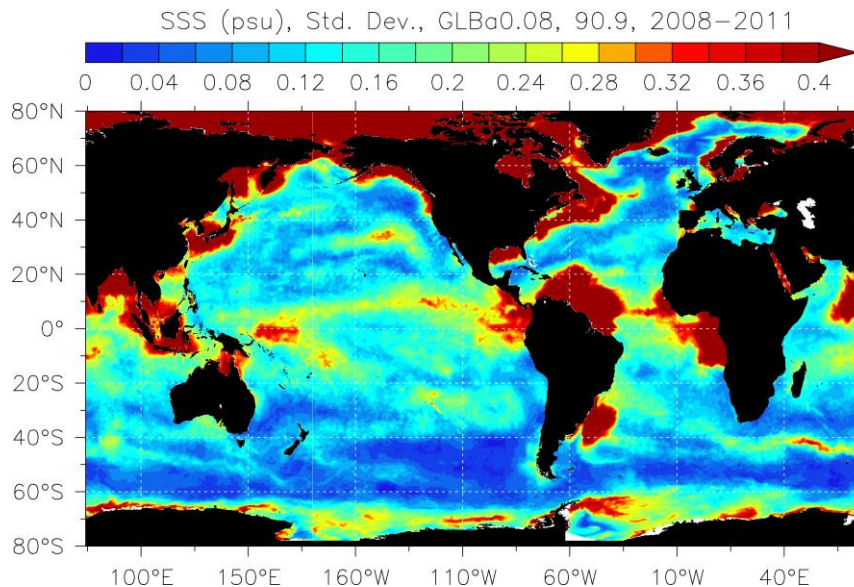 SSS (psu), Std. Dev., GLBa0.08, 90.9, 2008−2011
0 0.04 0.08 0.12 0.16 0.2 0.24 0.28 0.32 0.36 0.4
80°N
60°N
40°N
20°N
0°
20°S
40°S
60°S
80°S
100°E 150°E 160°W 110°W 60°W 10°W 40°E